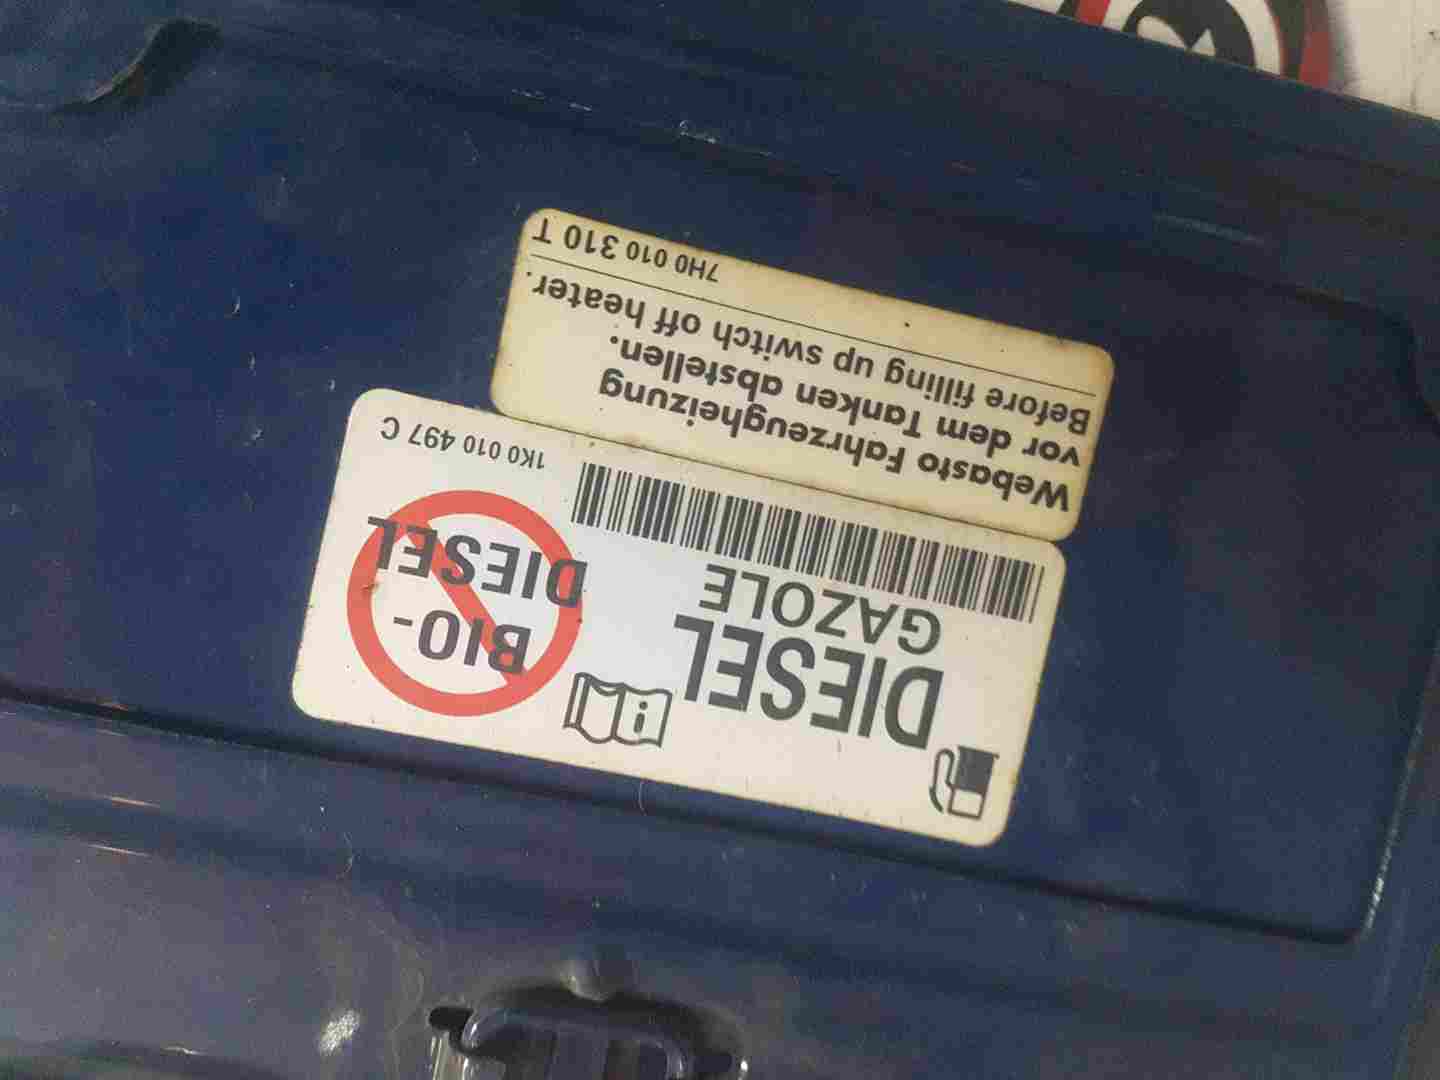 DIESEL
GAZOLE
BIO-
DIESEL
1K0 010 497 C
Webasto Fahrzeugheizung
vor dem Tanken abstellen.
Before filling up switch off heater.
7H0 010 310 T